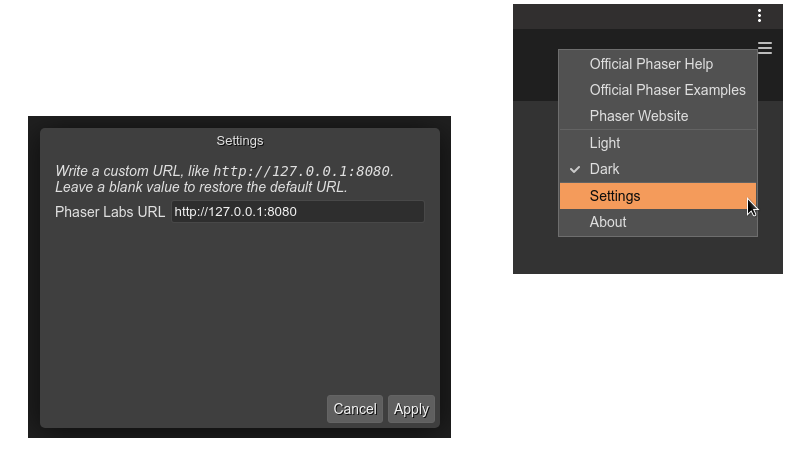 Settings
Write a custom URL, like http://127.0.0.1:8080.
Leave a blank value to restore the default URL.
Phaser Labs URL http://127.0.0.1:8080
Cancel Apply
Official Phaser Help
Official Phaser Examples
Phaser Website
Light
Dark
Settings
About